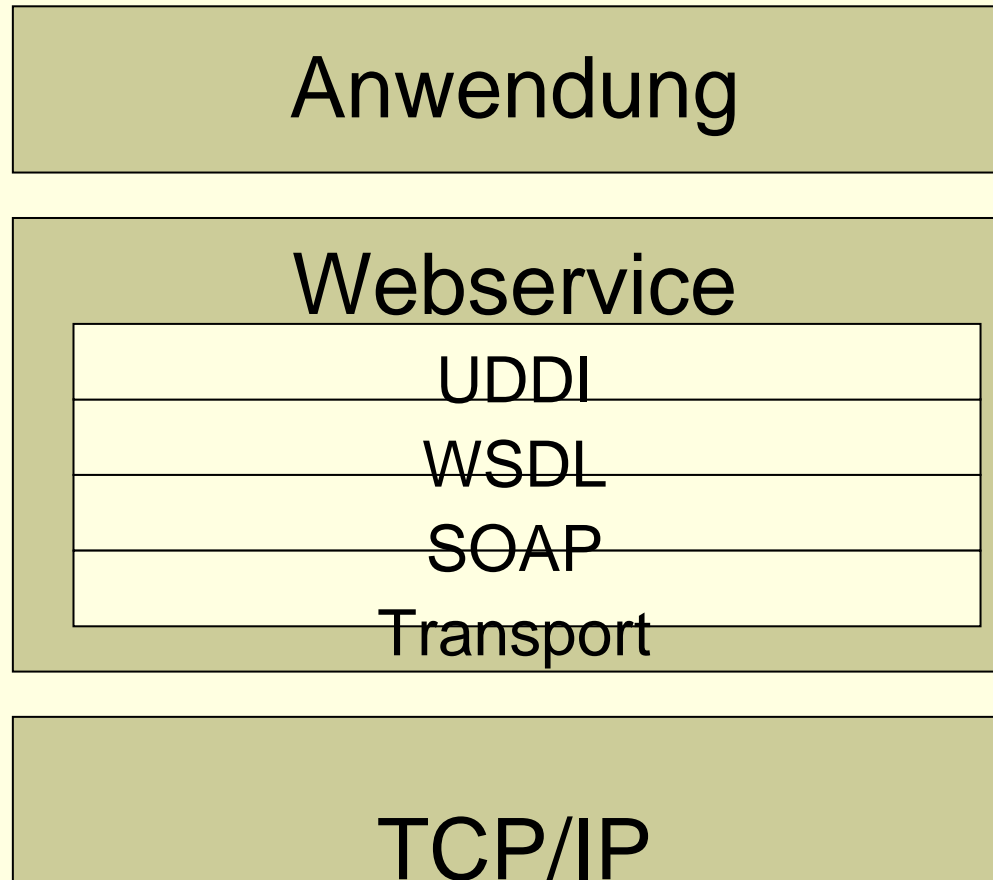 Anwendung
Webservice
UDDI
WSDL
SOAP
Transport
TCP/IP